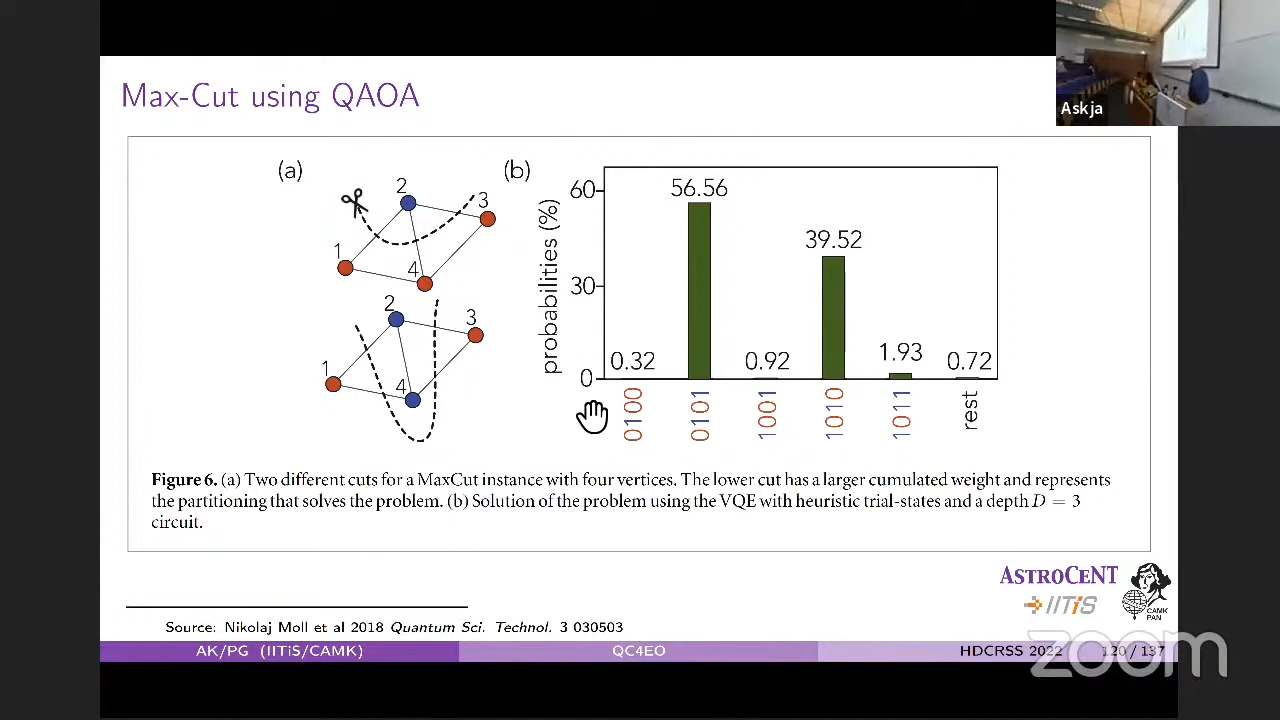 Askja
Max-Cut using QAOA
(a)
2
3
1
4
2
3
1
4
(b)
probabilities (%)
60
30
0
0.32
56.56
0.92
39.52
1.93
0.72
0100
0101
1001
1010
1011
rest
Figure 6. (a) Two different cuts for a MaxCut instance with four vertices. The lower cut has a larger cumulated weight and represents
the partitioning that solves the problem. (b) Solution of the problem using the VQE with heuristic trial-states and a depth D = 3
circuit.
ASTROCENT
IITiS
CAMK
PAN
Source: Nikolaj Moll et al 2018 Quantum Sci. Technol. 3 030503
AK/PG (IITiS/CAMK)
QC4EO
HDCRSS 2022
120 / 137
zoom